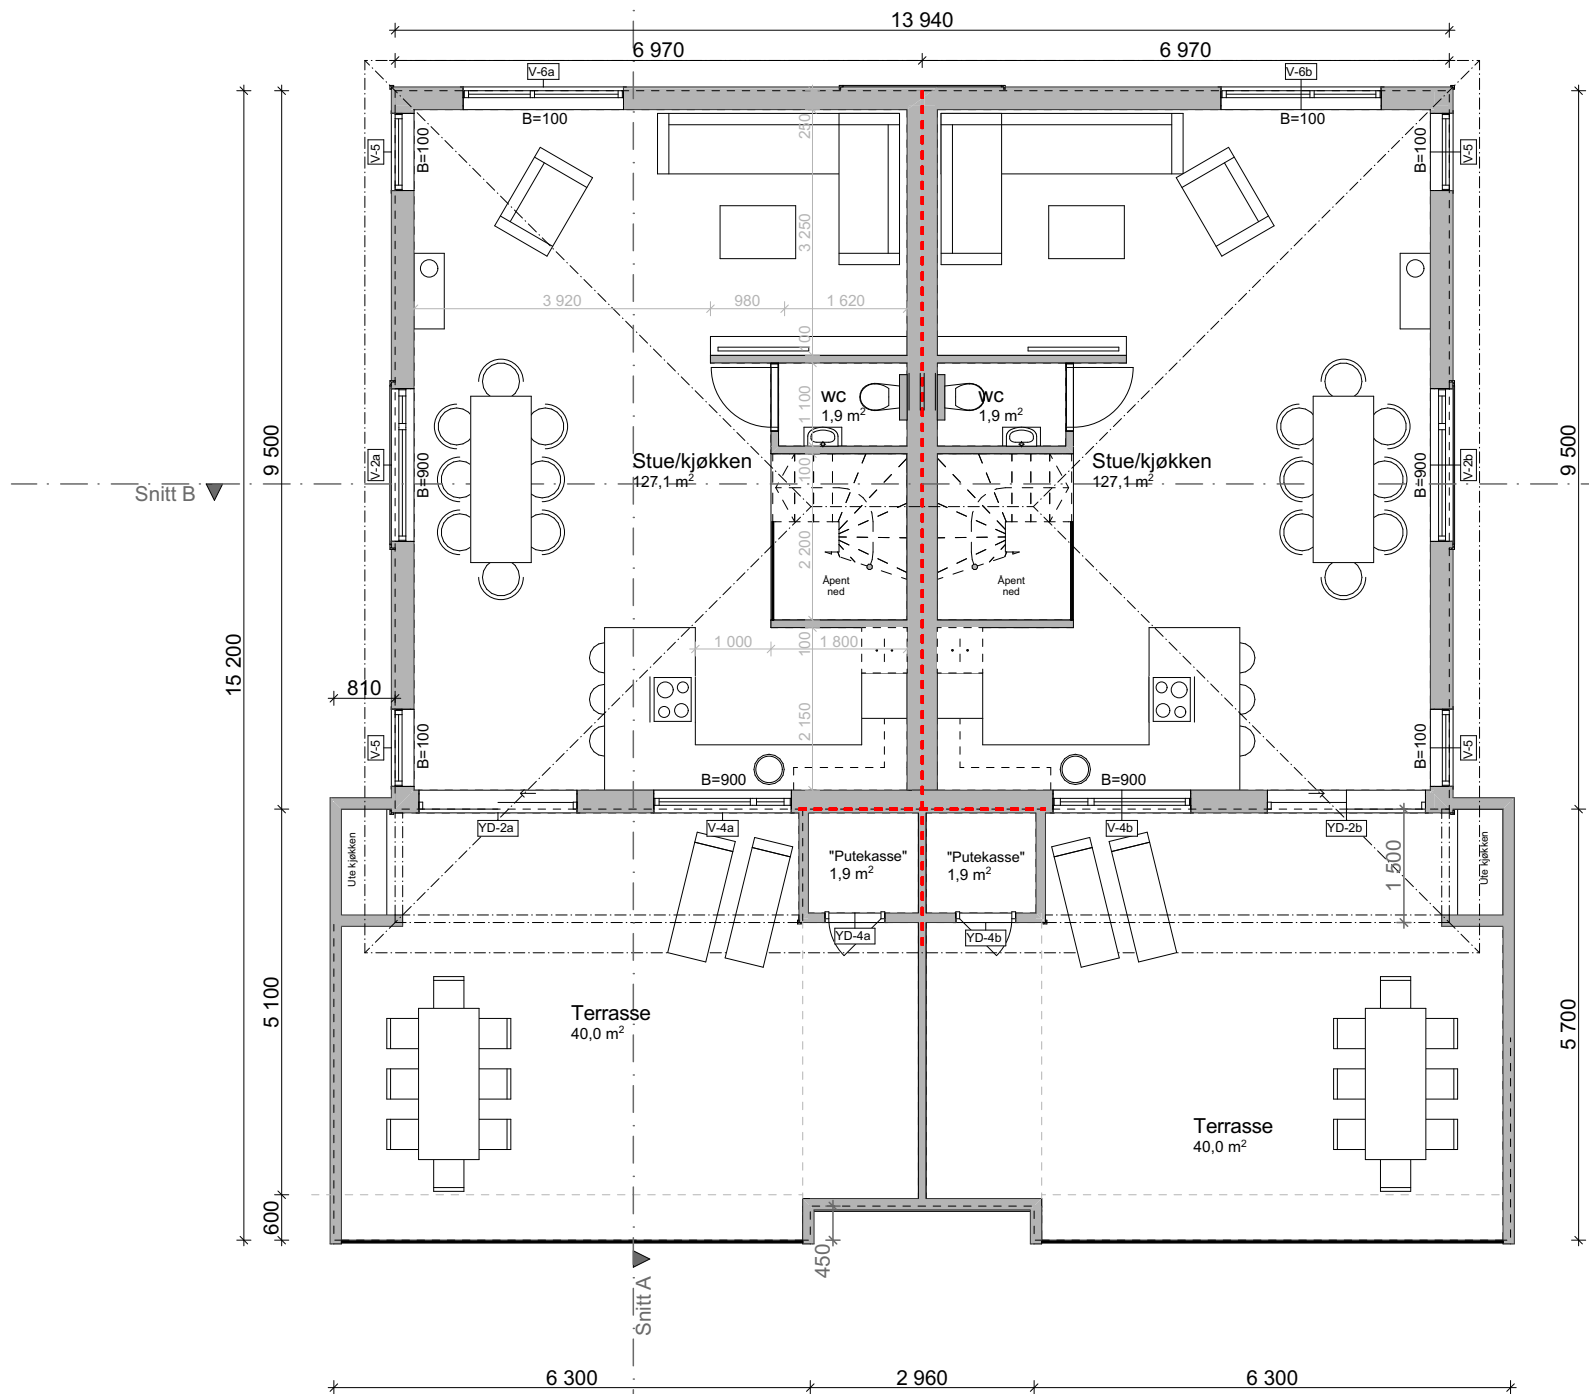 13 940
6 970
6 970
V-6a
V-6b
B=100
B=100
V-5
B=100
250
B=100
V-5
3 250
3 920
980
1 620
100
WC
1,9 m²
WC
1,9 m²
1 100
9 500
V-2a
B=900
Stue/kjøkken
127,1 m²
100
Stue/kjøkken
127,1 m²
B=900
V-2b
9 500
Snitt B
2 200
Åpent
ned
Åpent
ned
15 200
1 000
100
1 800
810
V-5
B=100
2 150
B=100
V-5
B=900
B=900
YD-2a
V-4a
V-4b
YD-2b
Ute kjøkken
"Putekasse"
1,9 m²
"Putekasse"
1,9 m²
1 500
Ute kjøkken
YD-4a
YD-4b
5 100
Terrasse
40,0 m²
5 700
Terrasse
40,0 m²
600
450
Snitt A
6 300
2 960
6 300